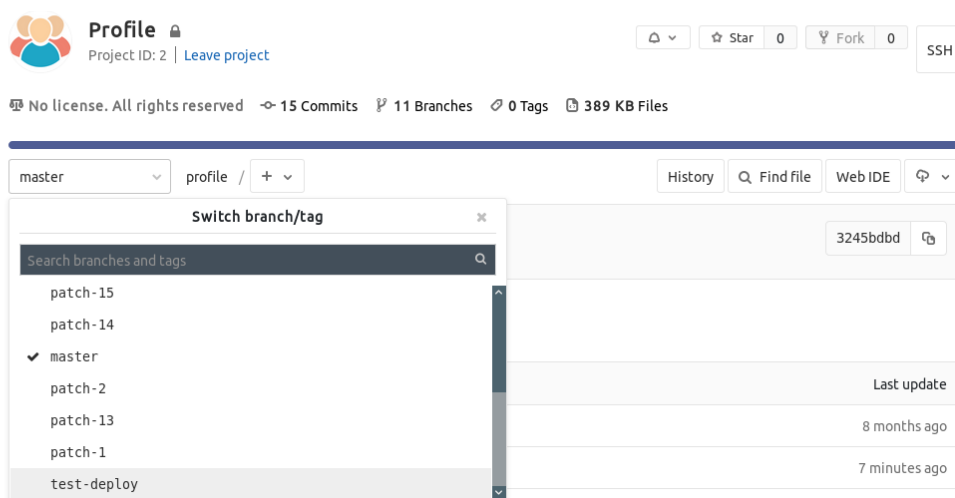 Profile
Project ID: 2 | Leave project
Star 0 Fork 0 SSH
No license. All rights reserved 15 Commits 11 Branches 0 Tags 389 KB Files
master profile / + History Find file Web IDE
Switch branch/tag
3245bdbd
Search branches and tags
patch-15
patch-14
master
patch-2
Last update
patch-13
8 months ago
patch-1
7 minutes ago
test-deploy